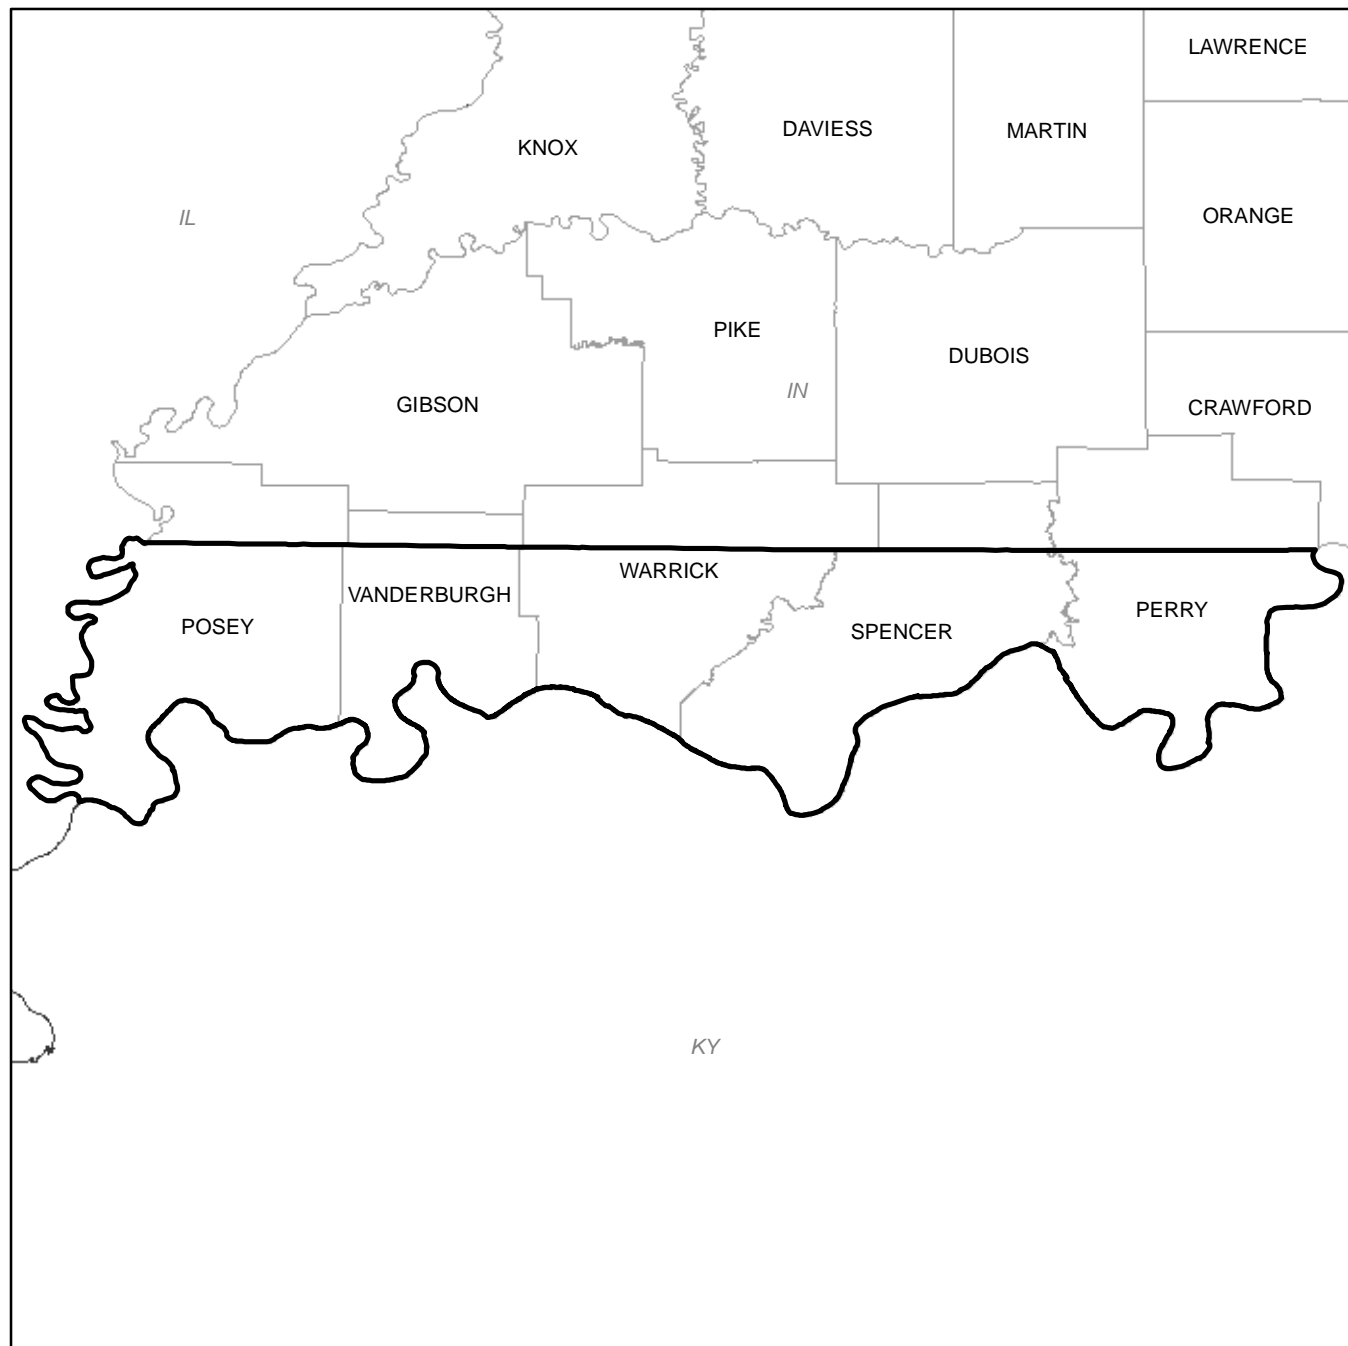 LAWRENCE
DAVIESS
MARTIN
KNOX
IL
ORANGE
PIKE
DUBOIS
IN
GIBSON
CRAWFORD
WARRICK
VANDERBURGH
PERRY
POSEY
SPENCER
KY